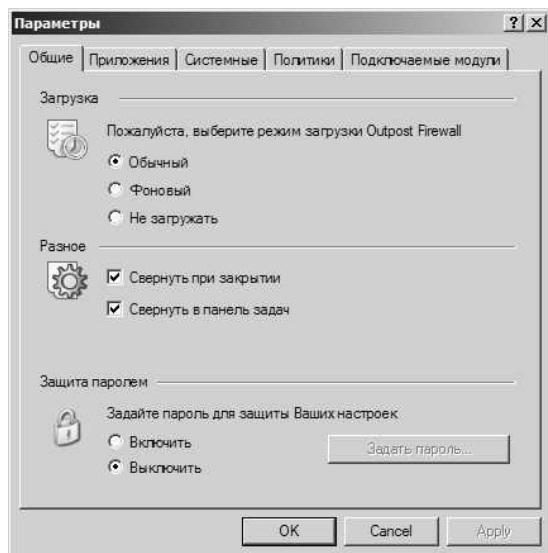 Параметры
? ×
Общие Приложения Системные Политики Подключаемые модули
Загрузка
Пожалуйста, выберите режим загрузки Outpost Firewall
Обычный
Фоновый
Не загружать
Разное
Свернуть при закрытии
Свернуть в панель задач
Защита паролем
Задайте пароль для защиты Ваших настроек
Включить
Задать пароль...
Выключить
OK Cancel Apply